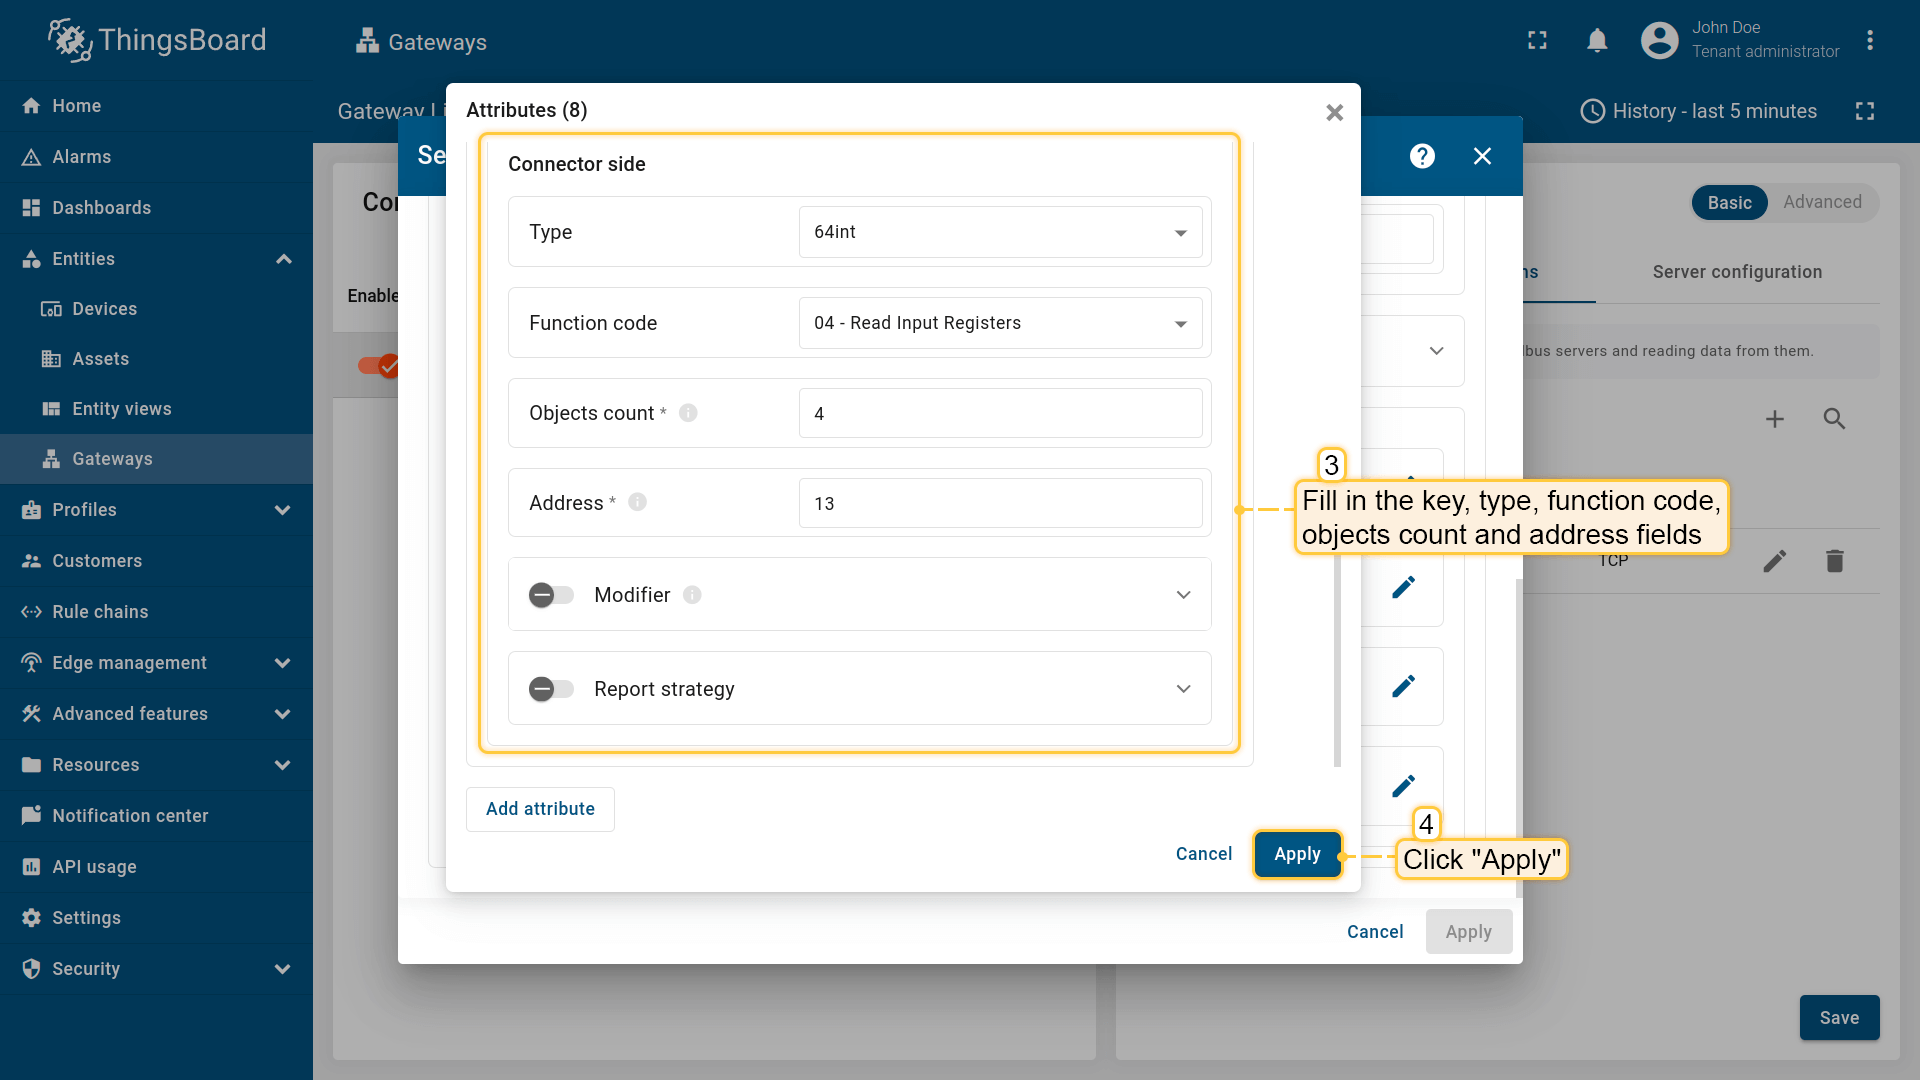 ThingsBoard
Gateways
John Doe
Tenant administrator
Home
Alarms
Dashboards
Entities
Devices
Assets
Entity views
Gateways
Profiles
Customers
Rule chains
Edge management
Advanced features
Resources
Notification center
API usage
Settings
Security
Gateway Li
History - last 5 minutes
Se
Basic
Advanced
Server configuration
Enable
Attributes (8)
Connector side
Type
64int
Function code
04 - Read Input Registers
Objects count *
4
Address *
13
Modifier
Report strategy
Add attribute
Cancel
Apply
3
Fill in the key, type, function code,
objects count and address fields
4
Click "Apply"
ns
bus servers and reading data from them.
TCP
Cancel
Apply
Save